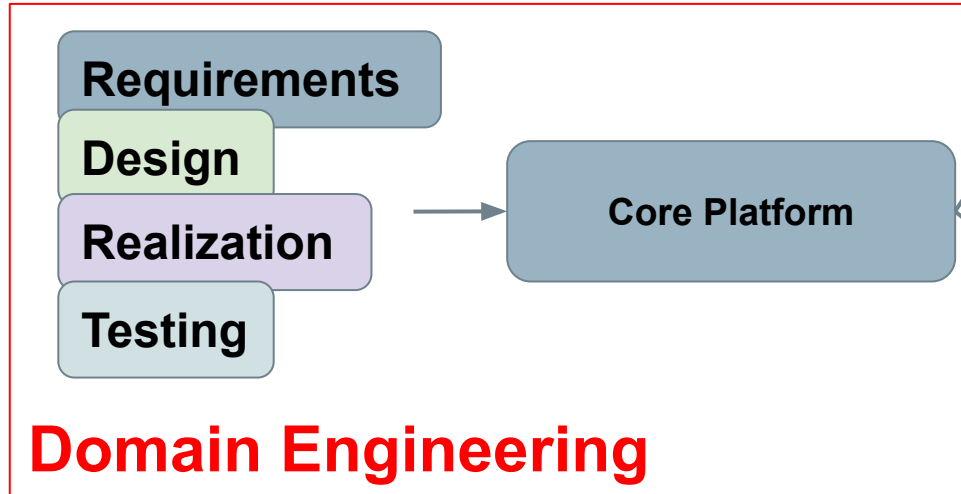 Requirements
Design
Realization
Testing
Core Platform
Domain Engineering